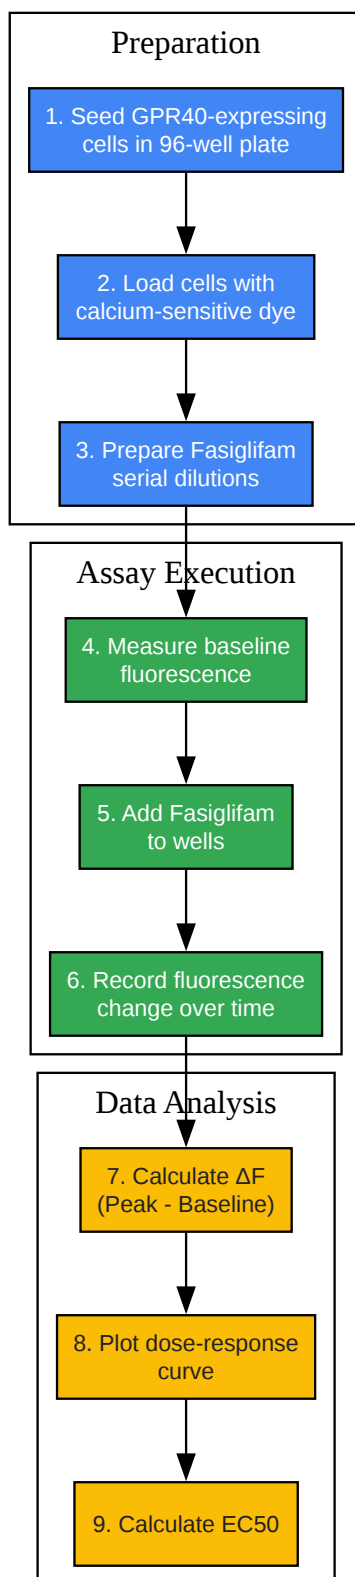 Preparation
1. Seed GPR40-expressing
cells in 96-well plate
2. Load cells with
calcium-sensitive dye
3. Prepare Fasiglifam
serial dilutions
Assay Execution
4. Measure baseline
fluorescence
5. Add Fasiglifam
to wells
6. Record fluorescence
change over time
Data Analysis
7. Calculate ΔF
(Peak - Baseline)
8. Plot dose-response
curve
9. Calculate EC50